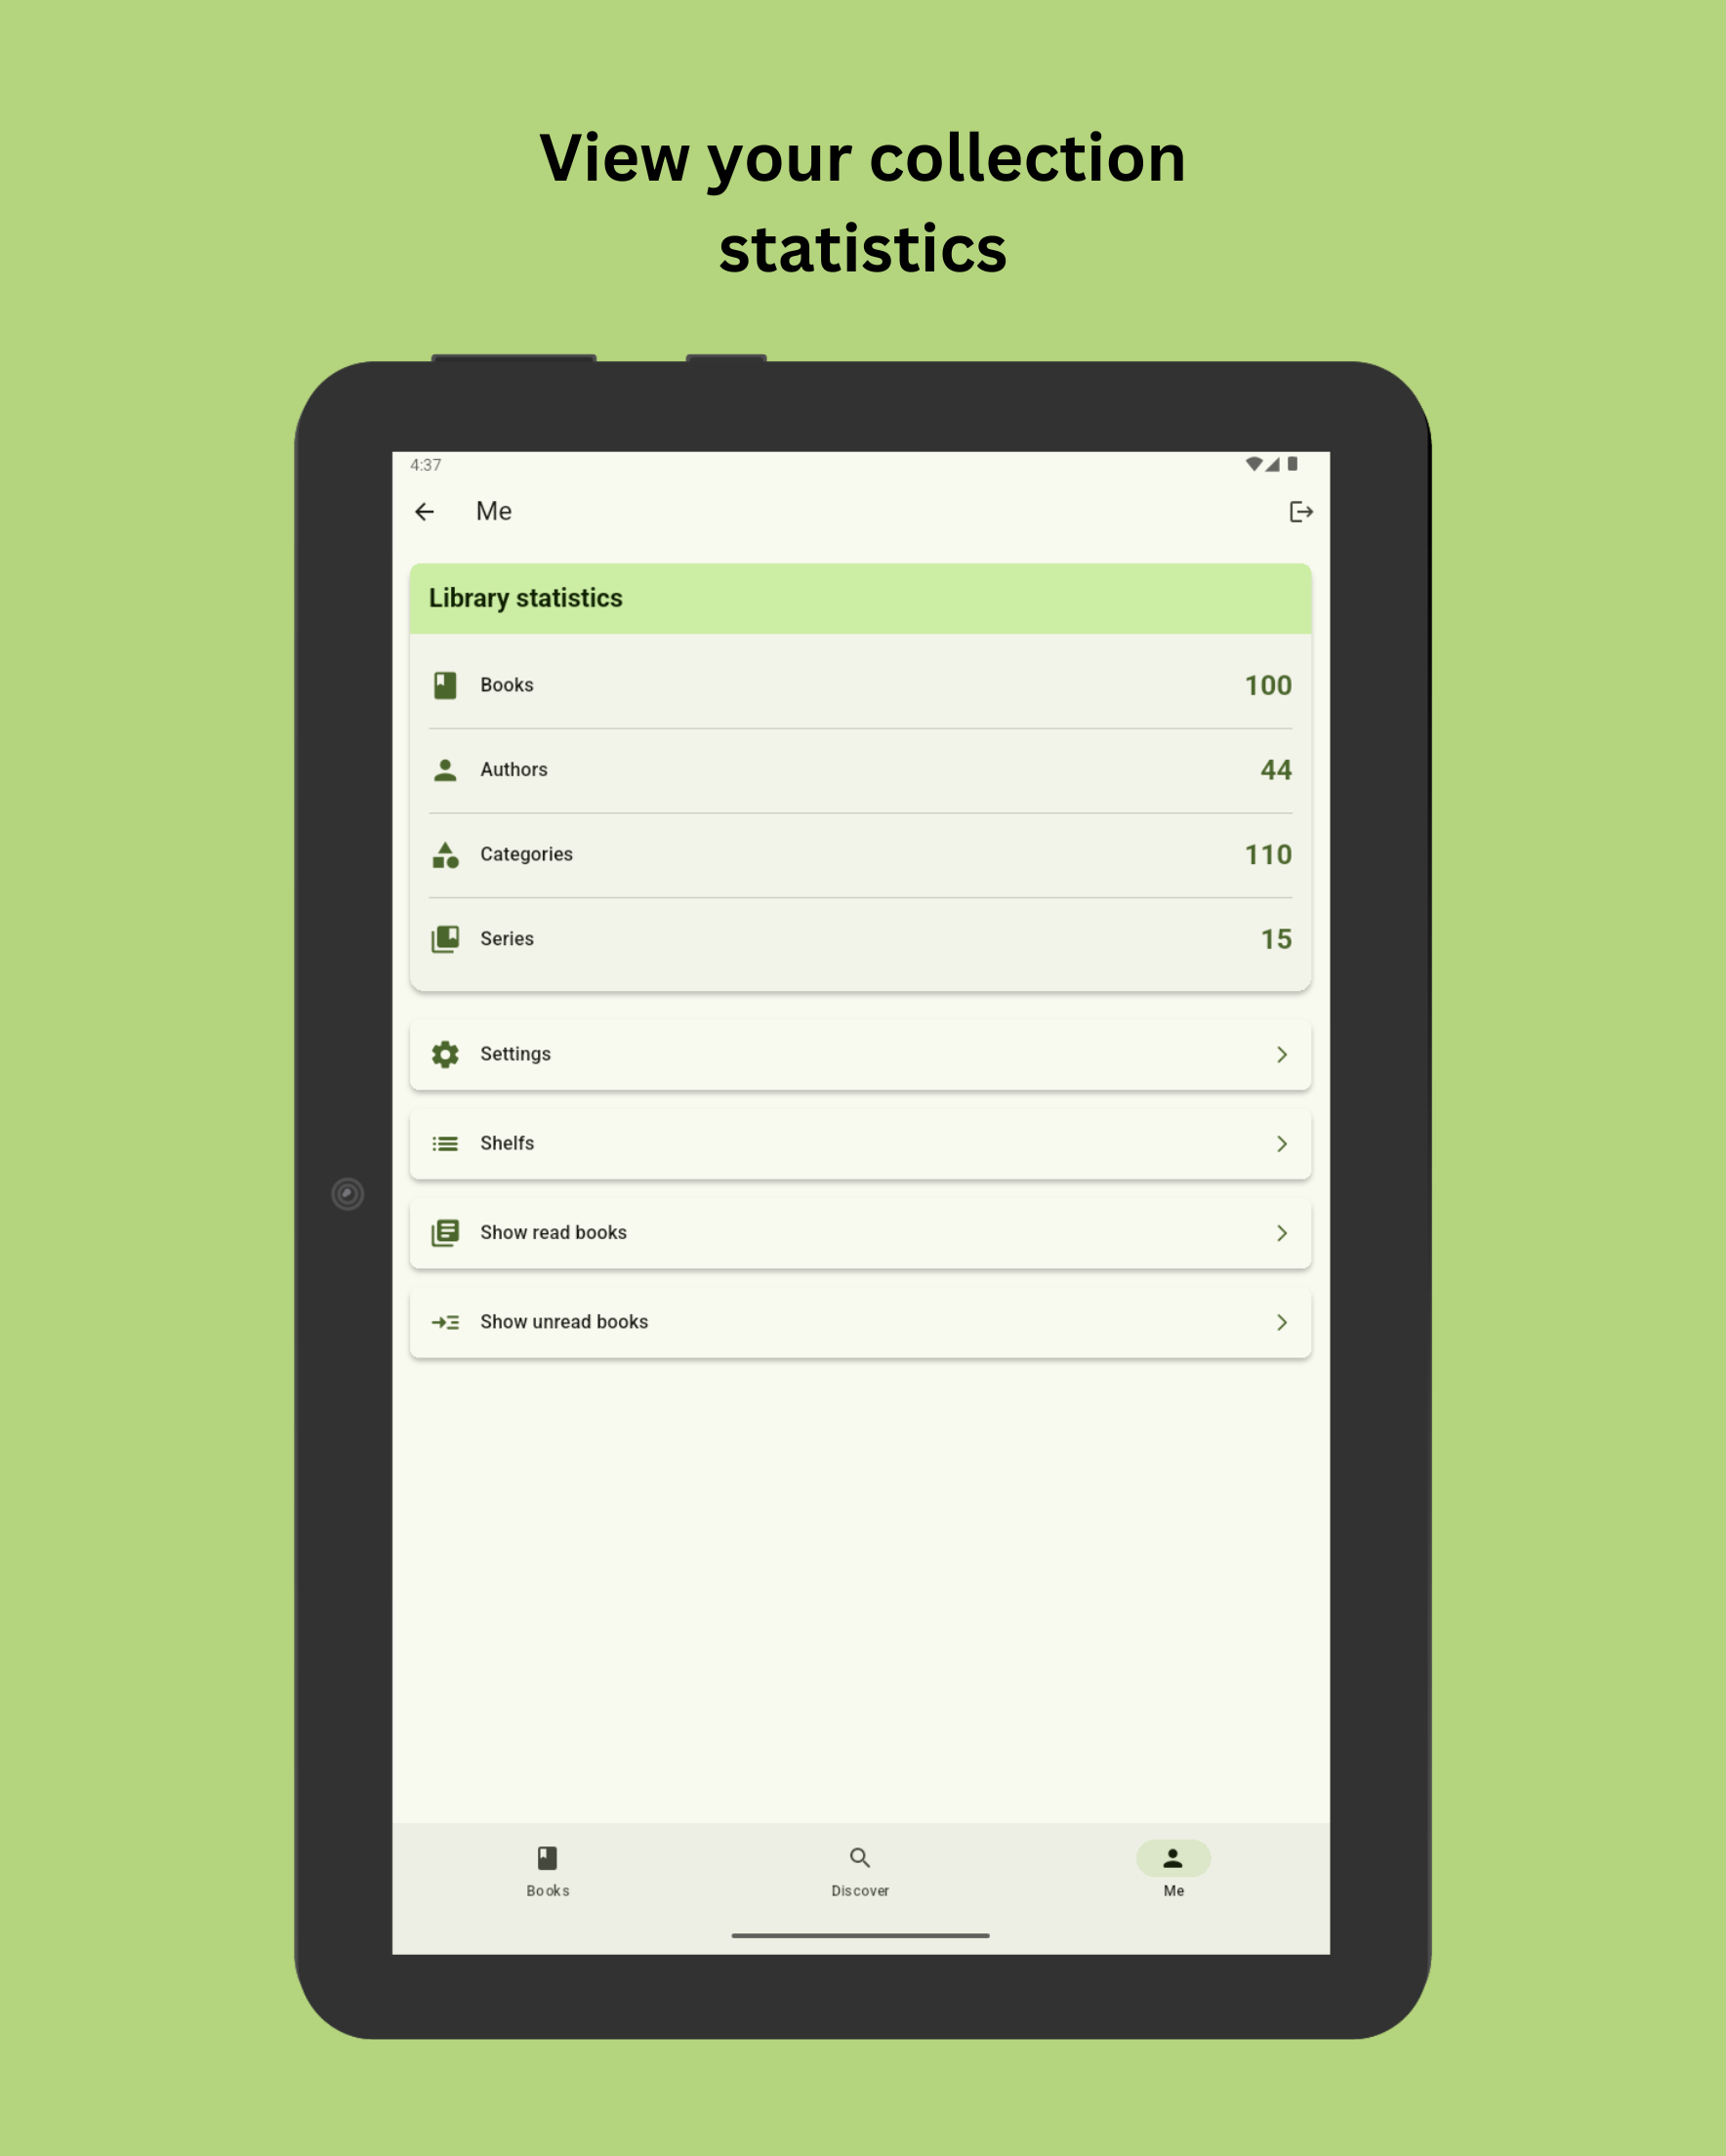 View your collection
statistics
4:37
Me
Library statistics
Books 100
Authors 44
Categories 110
Series 15
Settings
Shelfs
Show read books
Show unread books
Books Discover Me